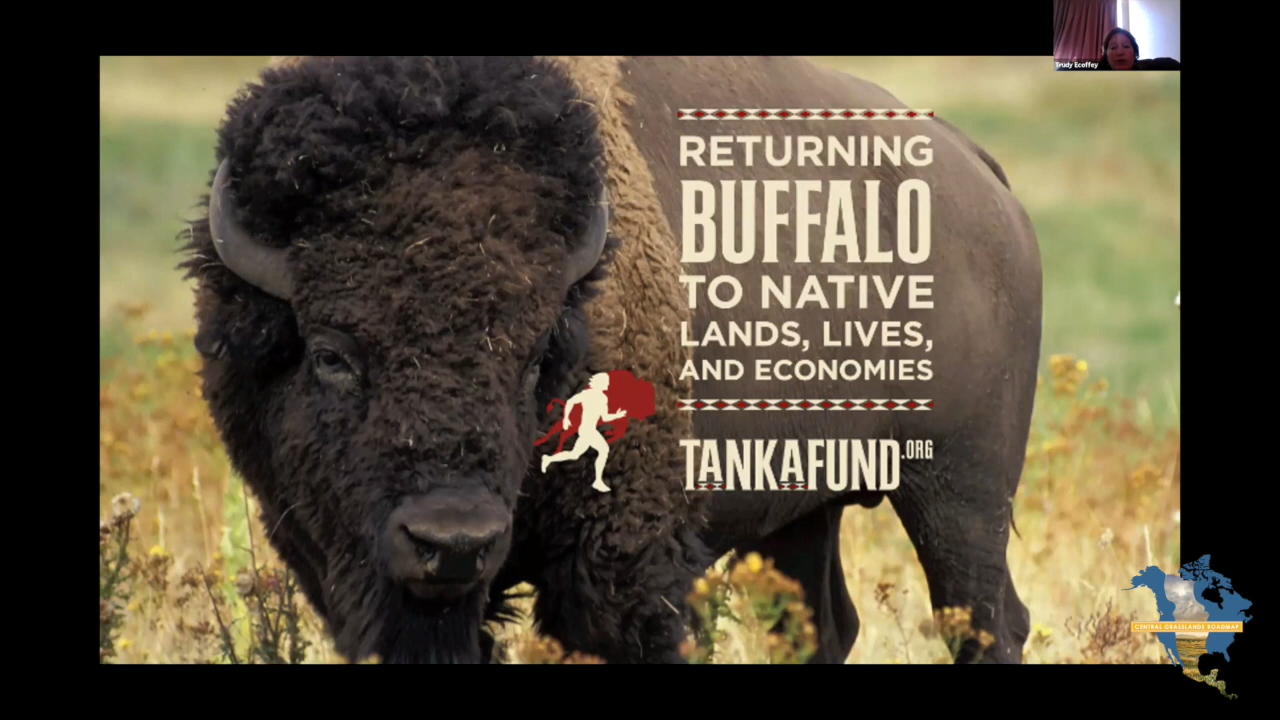 Trudy Ecoffey
RETURNING
BUFFALO
TO NATIVE
LANDS, LIVES,
AND ECONOMIES
TANKAFUND.ORG
CENTRAL GRASSLANDS ROADMAP